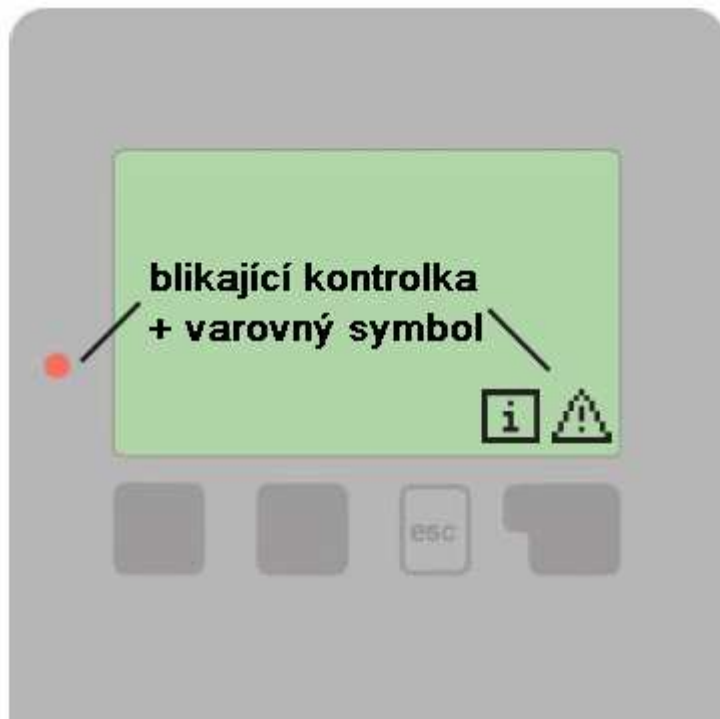 blikající kontrolka
+ varovný symbol
i
esc